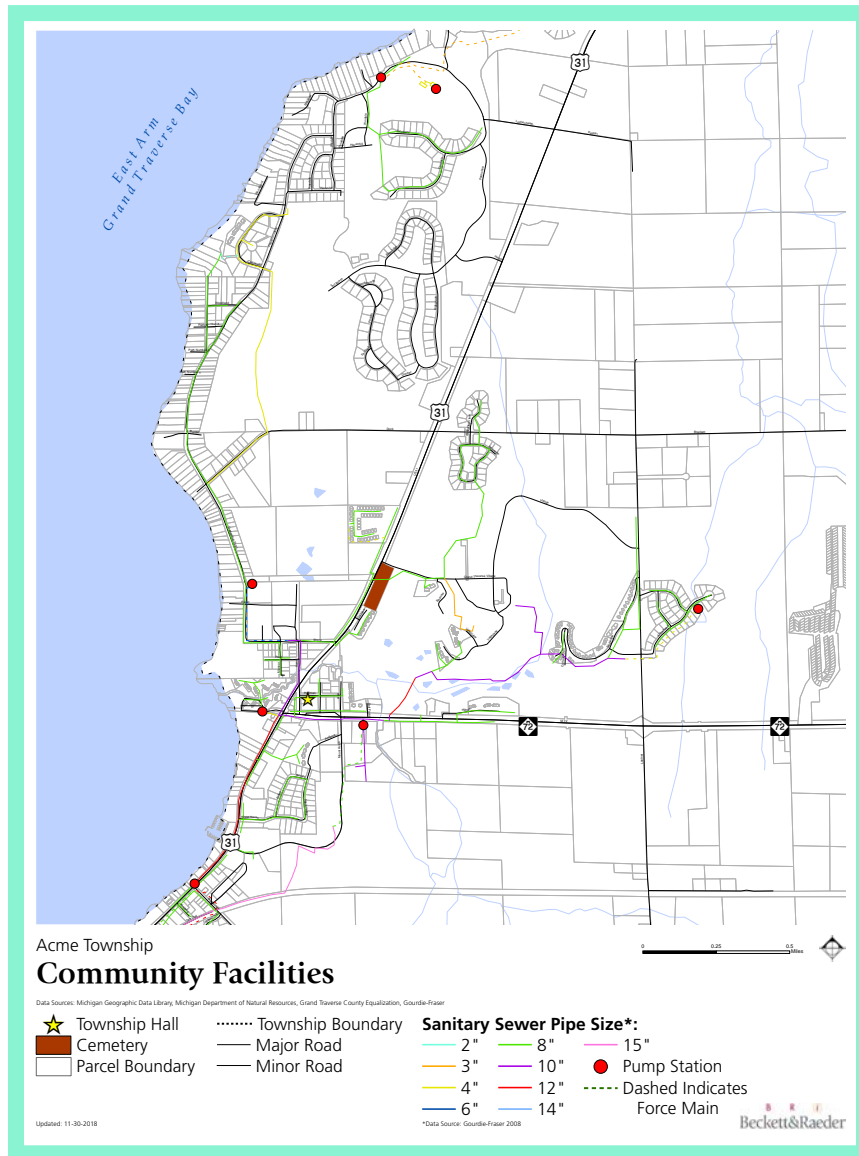 31
East Arm
Grand Traverse Bay
31
72
72
31
Acme Township
Community Facilities
0 0.25 0.5
Miles
Data Sources: Michigan Geographic Data Library, Michigan Department of Natural Resources, Grand Traverse County Equalization, Gourdie-Fraser
Township Hall
Cemetery
Parcel Boundary
Township Boundary
Major Road
Minor Road
Sanitary Sewer Pipe Size*:
2"
3"
4"
6"
8"
10"
12"
14"
15"
Pump Station
Dashed Indicates
Force Main
*Data Source: Gourdie-Fraser 2008
Updated: 11-30-2018
B R i
Beckett&Raeder